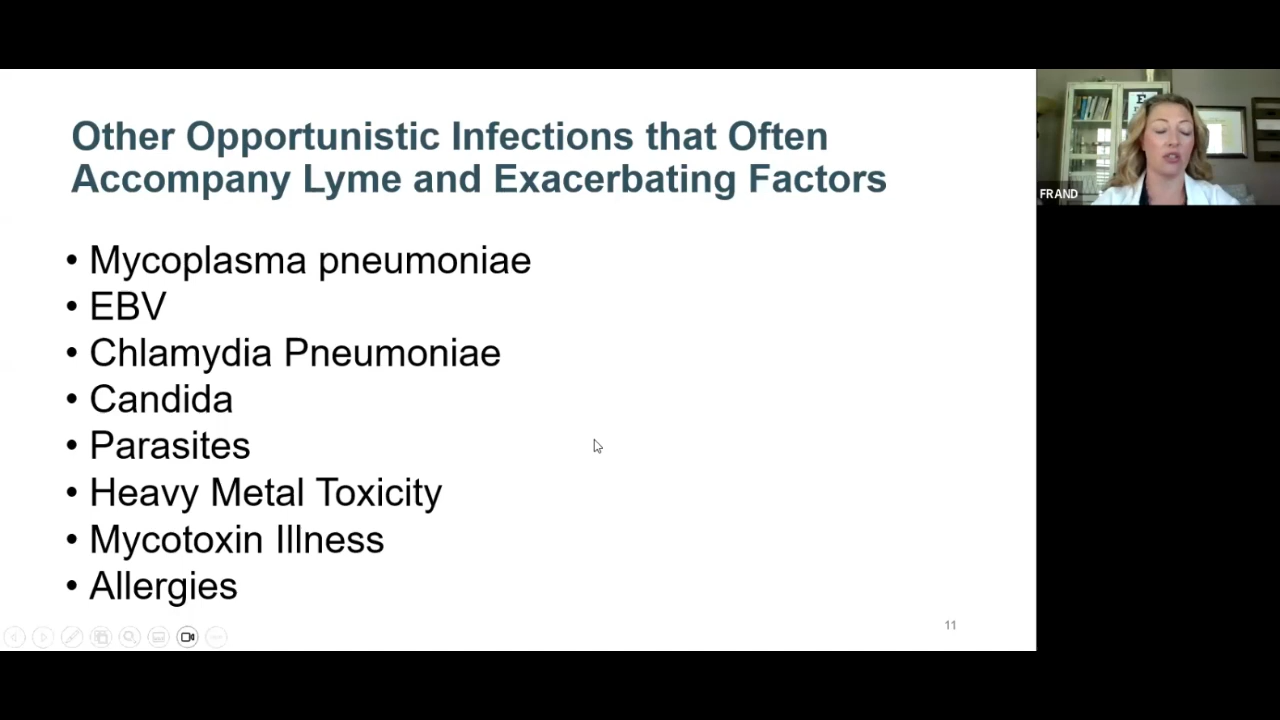 Other Opportunistic Infections that Often
Accompany Lyme and Exacerbating Factors
• Mycoplasma pneumoniae
• EBV
• Chlamydia Pneumoniae
• Candida
• Parasites
• Heavy Metal Toxicity
• Mycotoxin Illness
• Allergies
11
E
FRAND